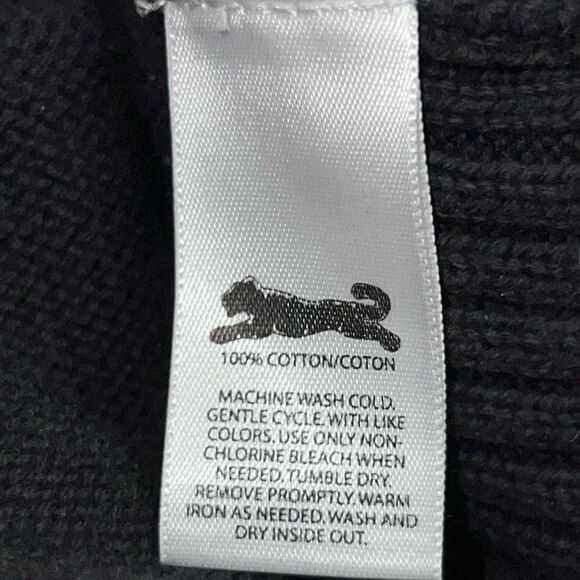 100% COTTON/COTON
MACHINE WASH COLD,
GENTLE CYCLE, WITH LIKE
COLORS. USE ONLY NON-
CHLORINE BLEACH WHEN
NEEDED. TUMBLE DRY.
REMOVE PROMPTLY. WARM
IRON AS NEEDED. WASH AND
DRY INSIDE OUT.